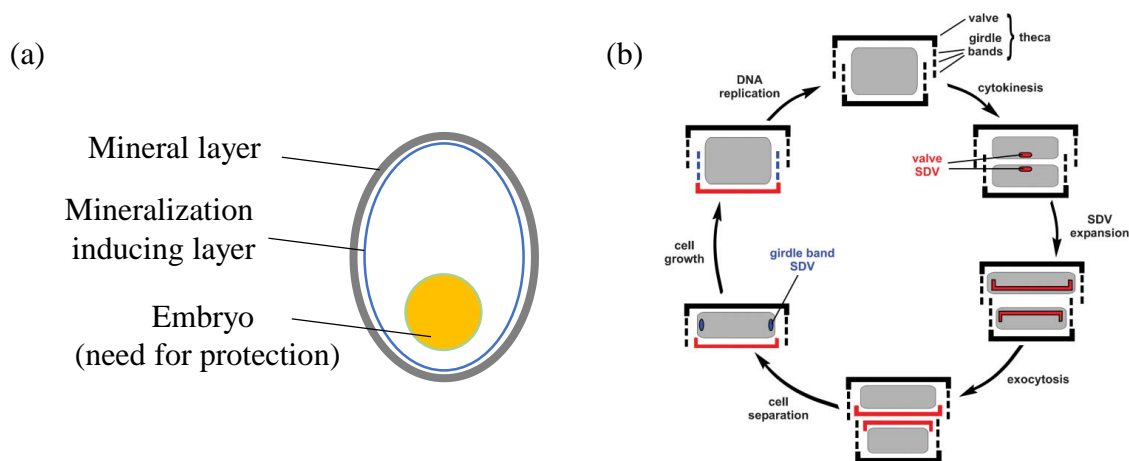 (a)
Mineral layer
Mineralization
inducing layer
Embryo
(need for protection)
(b)
valve
girdle
bands
theca
DNA
replication
cytokinesis
valve
SDV
SDV
expansion
cell
growth
girdle band
SDV
exocytosis
cell
separation